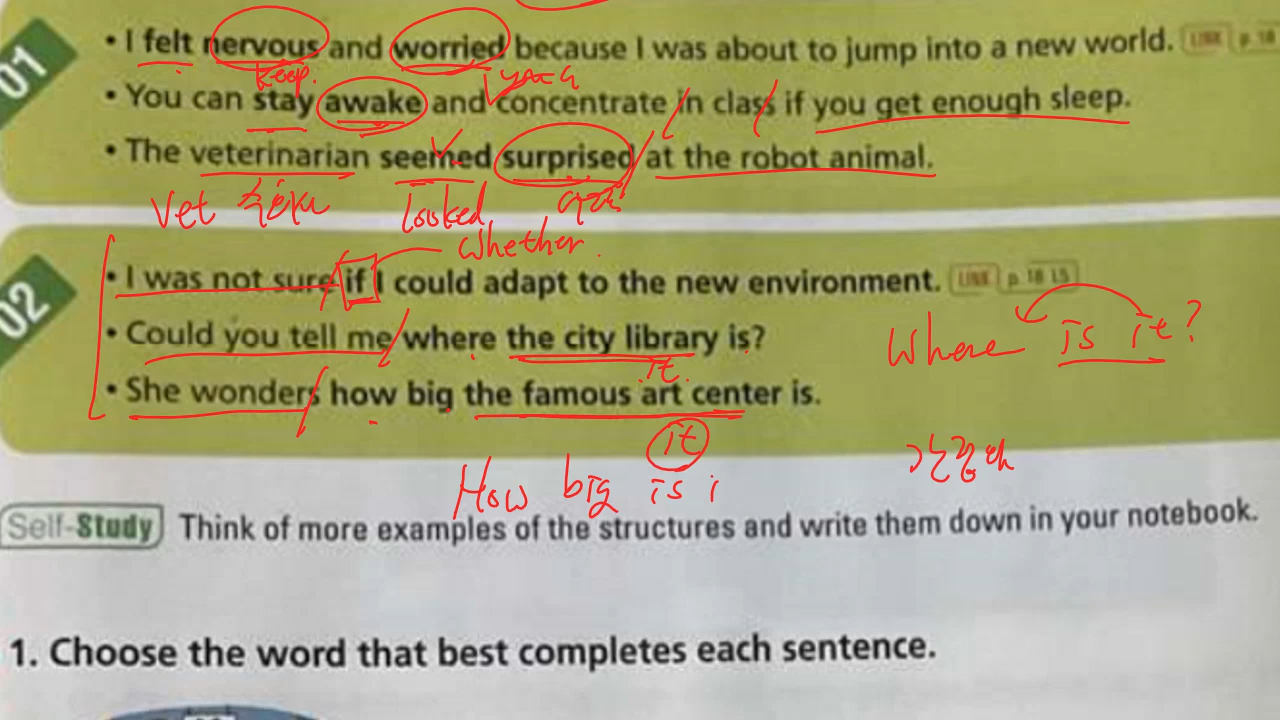 01
• I felt nervous and worried because I was about to jump into a new world. LINK p 18
keep.
• You can stay awake and concentrate in class if you get enough sleep.
• The veterinarian seemed surprised at the robot animal.
vet looked
whether.
02
• I was not sure if I could adapt to the new environment. LINK p 18 L5
• Could you tell me where the city library is?
Where is it?
it.
• She wonders how big the famous art center is.
it
How big is i
Self-Study Think of more examples of the structures and write them down in your notebook.
1. Choose the word that best completes each sentence.